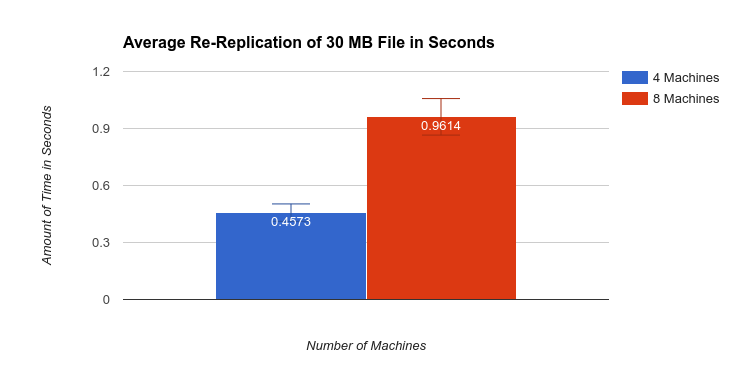 Average Re-Replication of 30 MB File in Seconds
4 Machines
8 Machines
Amount of Time in Seconds
1.2
0.9
0.6
0.3
0
0.4573
0.9614
Number of Machines